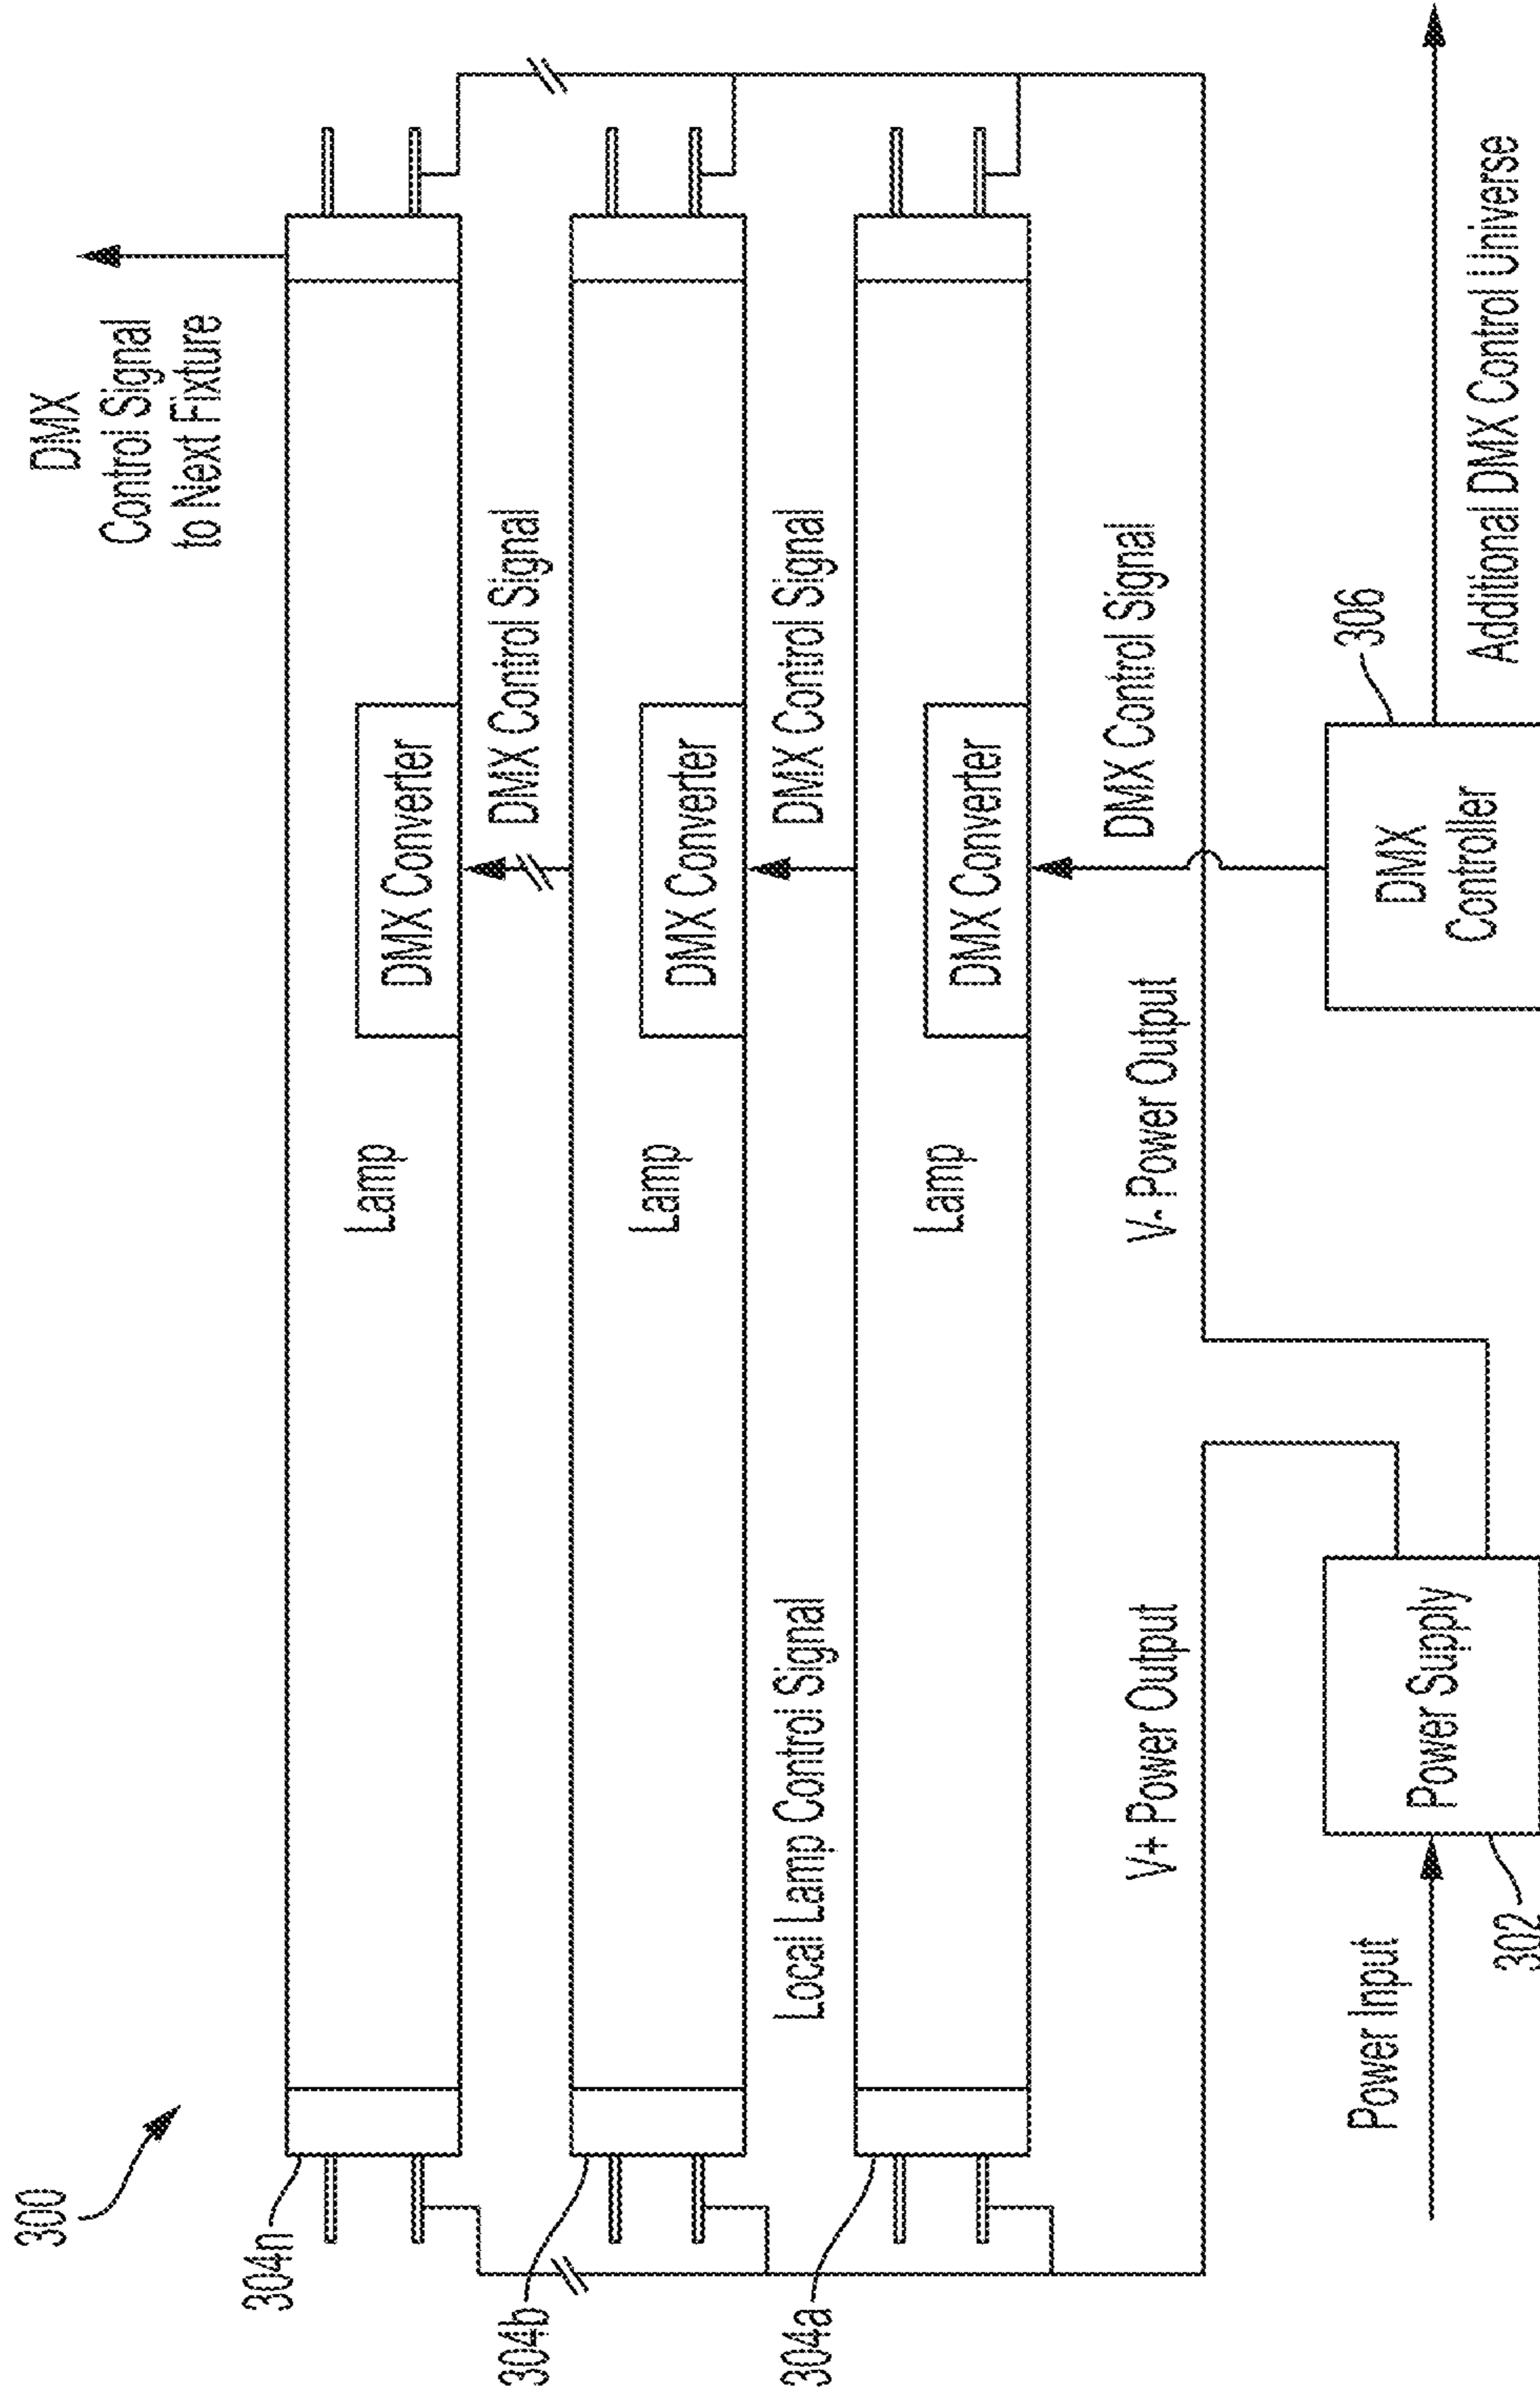 300
DMX
Control Signal
to Next Fixture
304n
Lamp
DMX Converter
DMX Control Signal
304b
Lamp
DMX Converter
Local Lamp Control Signal
DMX Control Signal
304a
Lamp
DMX Converter
V+ Power Output
V- Power Output
DMX Control Signal
Power Input
302
Power Supply
DMX
Controller
306
Additional DMX Control Universe